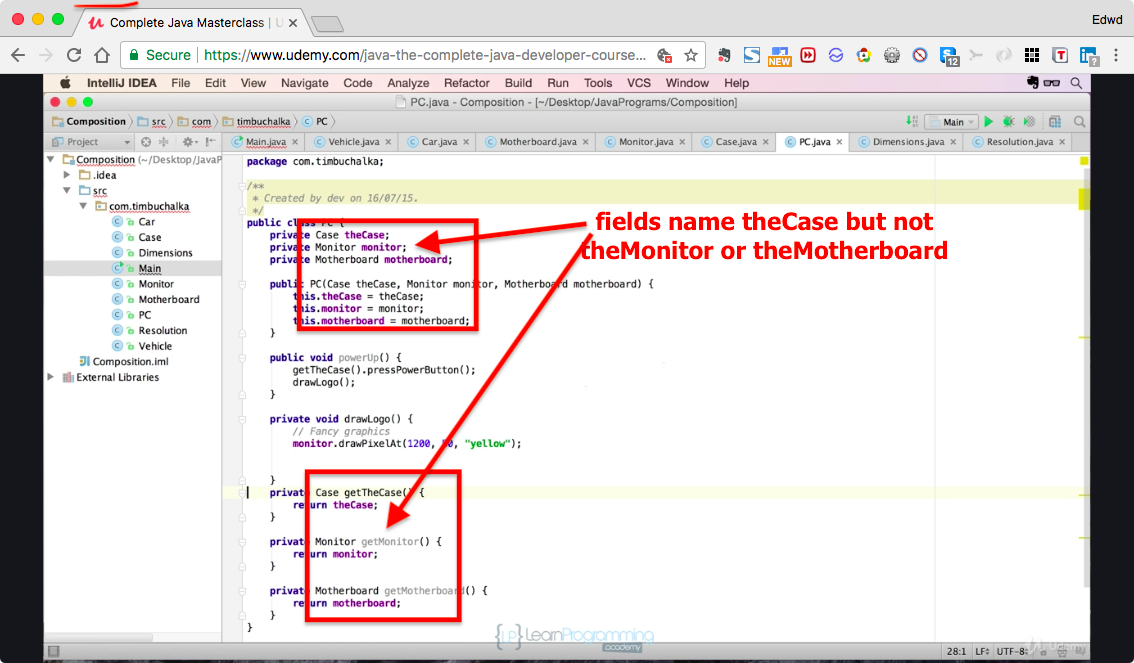 Complete Java Masterclass | U
Edwd
Secure | https://www.udemy.com/java-the-complete-java-developer-course...
NEW
12
IntelliJ IDEA File Edit View Navigate Code Analyze Refactor Build Run Tools VCS Window Help
PC.java - Composition - [~/Desktop/JavaPrograms/Composition]
Composition src com timbuchalka PC
Main
Project
Main.java Vehicle.java Car.java Motherboard.java Monitor.java Case.java PC.java Dimensions.java Resolution.java
Composition (~/Desktop/JavaP
.idea
src
com.timbuchalka
Car
Case
Dimensions
Main
Monitor
Motherboard
PC
Resolution
Vehicle
Composition.iml
External Libraries
package com.timbuchalka;
/**
* Created by dev on 16/07/15.
*/
public class PC {
private Case theCase;
private Monitor monitor;
private Motherboard motherboard;
fields name theCase but not
theMonitor or theMotherboard
public PC(Case theCase, Monitor monitor, Motherboard motherboard) {
this.theCase = theCase;
this.monitor = monitor;
this.motherboard = motherboard;
}
public void powerUp() {
getTheCase().pressPowerButton();
drawLogo();
}
private void drawLogo() {
// Fancy graphics
monitor.drawPixelAt(1200, 50, "yellow");
}
private Case getTheCase() {
return theCase;
}
private Monitor getMonitor() {
return monitor;
}
private Motherboard getMotherboard() {
return motherboard;
}
}
{LP} LearnProgramming
academy
28:1 LF UTF-8
Udemy